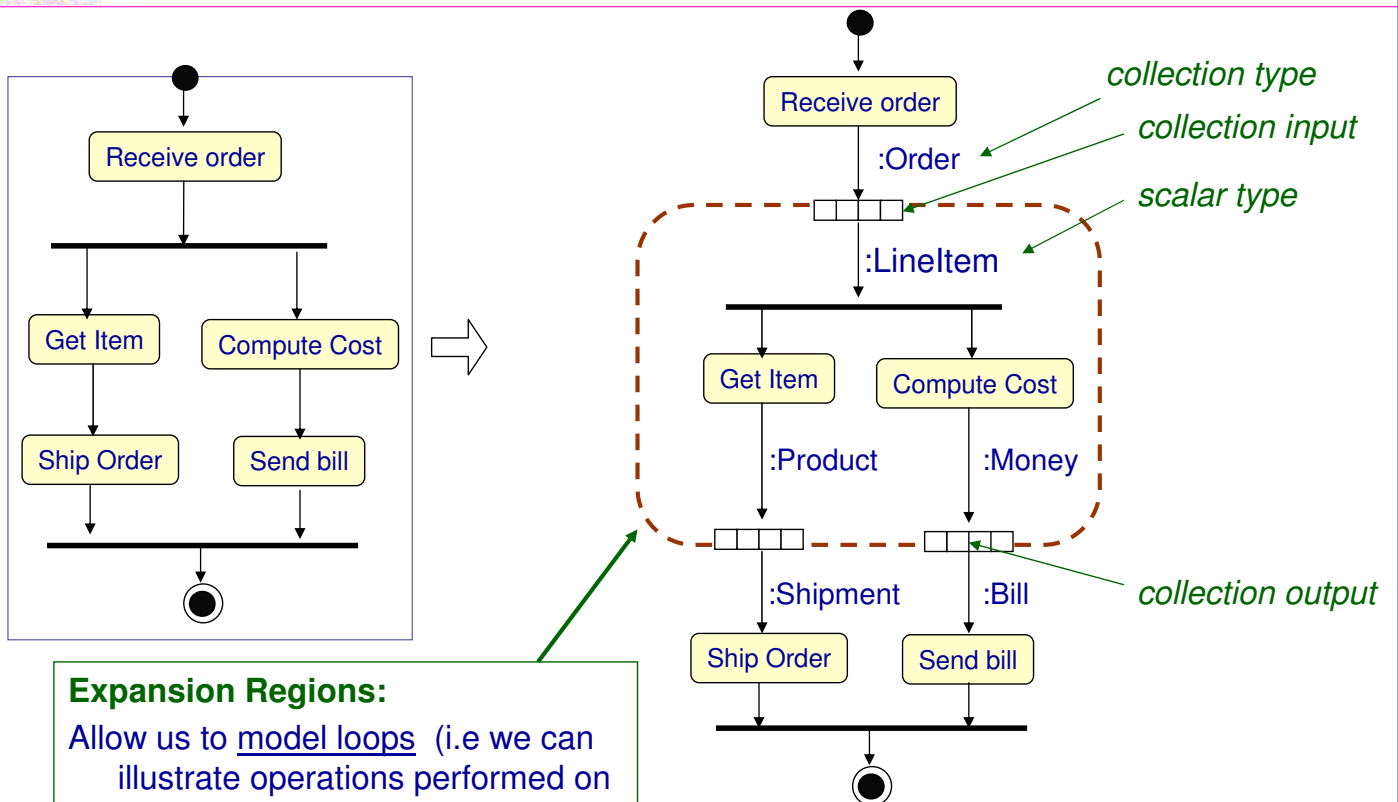 Receive order
Get Item
Compute Cost
Ship Order
Send bill
Receive order
collection type
collection input
:Order
scalar type
:LineItem
Get Item
Compute Cost
:Product
:Money
:Shipment
:Bill
collection output
Ship Order
Send bill
Expansion Regions:
Allow us to model loops (i.e we can
illustrate operations performed on